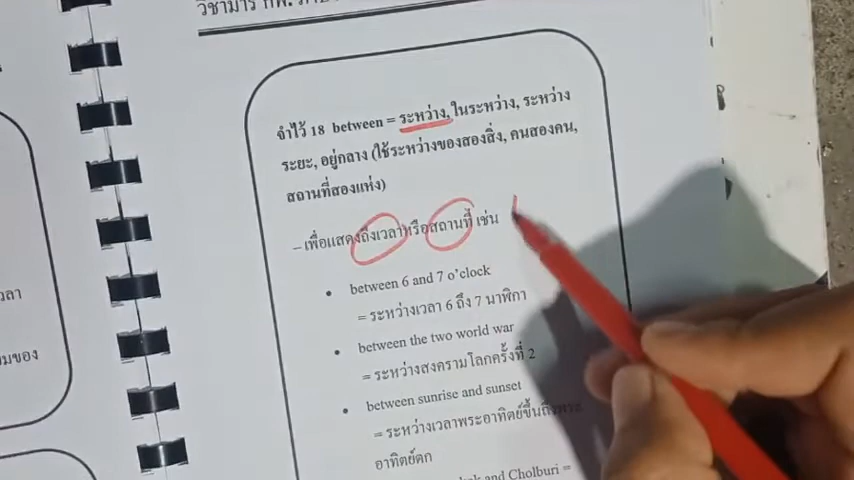 วิชา
จำไว้ 18 between = ระหว่าง, ในระหว่าง, ระหว่าง
ระยะ, อยู่กลาง (ใช้ระหว่างของสองสิ่ง, คนสองคน,
สถานที่สองแห่ง)
– เพื่อแสดงถึงเวลาหรือสถานที่ เช่น
• between 6 and 7 o'clock
= ระหว่างเวลา 6 ถึง 7 นาฬิกา
• between the two world war
= ระหว่างสงครามโลกครั้งที่ 2
• between sunrise and sunset
= ระหว่างเวลาพระอาทิตย์ขึ้นถึงพระ
อาทิตย์ตก
and Cholburi =
ลา
มของ